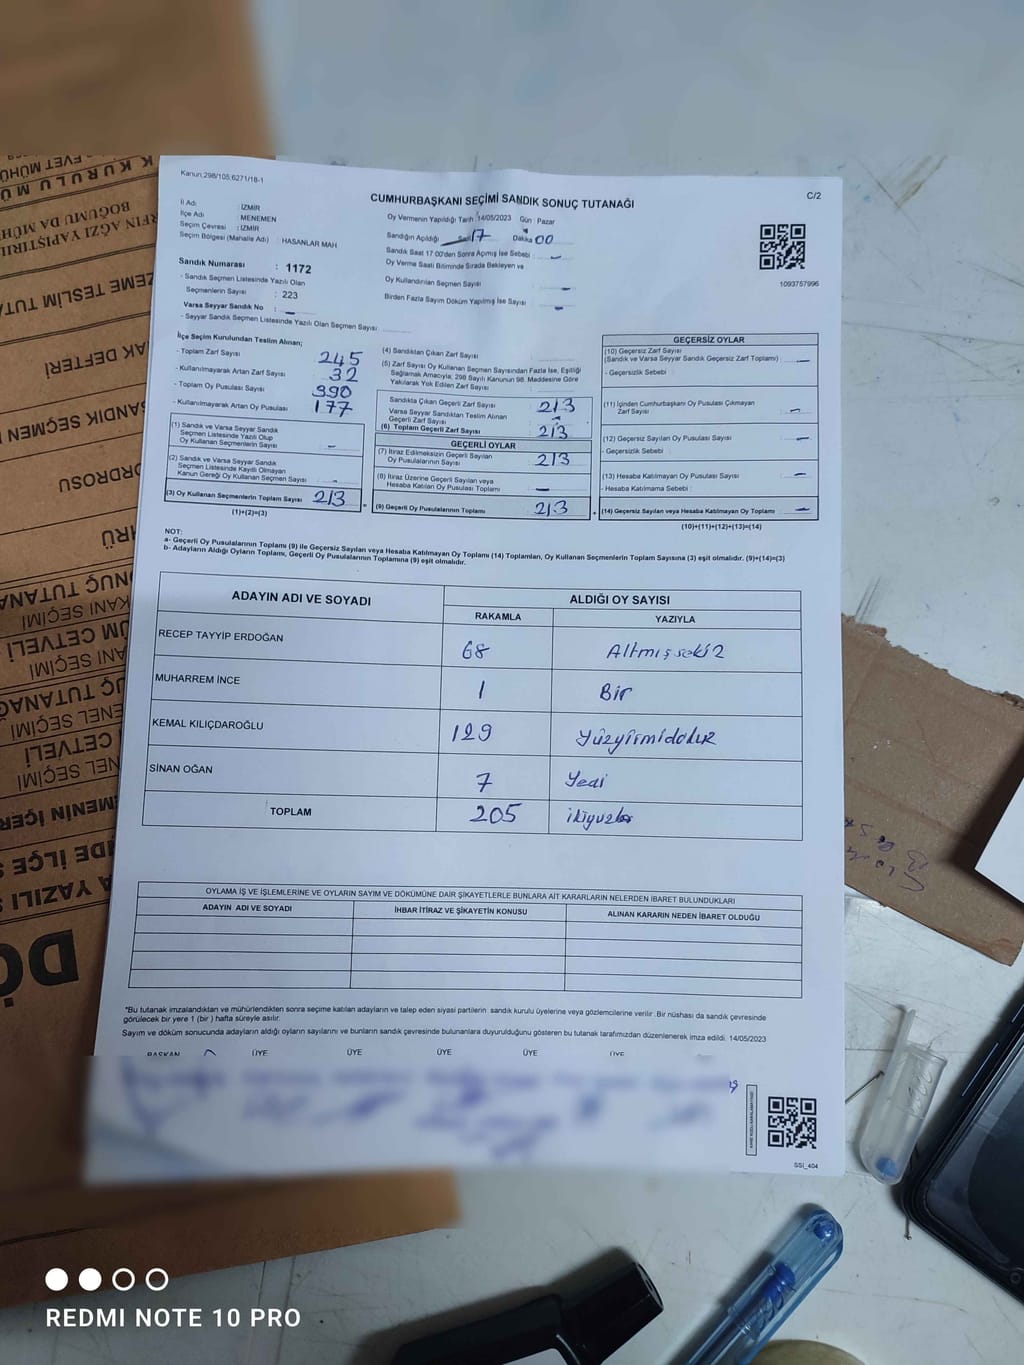 Kanun,298/105,6271/18-1
C/2
CUMHURBAŞKANI SEÇİMİ SANDIK SONUÇ TUTANAĞI
İl Adı : İZMİR
İlçe Adı : MENEMEN
Seçim Çevresi : İZMİR
Seçim Bölgesi (Mahalle Adı) : HASANLAR MAH
Sandık Numarası : 1172
- Sandık Seçmen Listesinde Yazılı Olan
Seçmenlerin Sayısı : 223
Varsa Seyyar Sandık No : -
- Seyyar Sandık Seçmen Listesinde Yazılı Olan Seçmen Sayısı:
Oy Vermenin Yapıldığı Tarih 14/05/2023 Gün : Pazar
Sandığın Açıldığı 17 Dakika 00
Sandık Saat 17 00'den Sonra Açımış İse Sebebi : -
Oy Verme Saati Bitiminde Sırada Bekleyen ve
Oy Kullandırılan Seçmen Sayısı : -
Birden Fazla Sayım Döküm Yapılmış İse Sayısı : -
1093757996
İlçe Seçim Kurulundan Teslim Alınan;
- Toplam Zarf Sayısı 245
- Kullanılmayarak Artan Zarf Sayısı 32
- Toplam Oy Pusulası Sayısı 390
- Kullanılmayarak Artan Oy Pusulası 177
(1) Sandık ve Varsa Seyyar Sandık
Seçmen Listesinde Yazılı Olup
Oy Kullanan Seçmenlerin Sayısı -
(2) Sandık ve Varsa Seyyar Sandık
Seçmen Listesinde Kayıtlı Olmayan
Kanun Gereği Oy Kullanan Seçmen Sayısı -
(3) Oy Kullanan Seçmenlerin Toplam Sayısı 213
(1)+(2)=(3)
(4) Sandıktan Çıkan Zarf Sayısı
(5) Zarf Sayısı Oy Kullanan Seçmen Sayısından Fazla İse, Eşitliği
Sağlamak Amacıyla, 298 Sayılı Kanunun 98. Maddesine Göre
Yakılarak Yok Edilen Zarf Sayısı
Sandıkta Çıkan Geçerli Zarf Sayısı 213
Varsa Seyyar Sandıktan Teslim Alınan
Geçerli Zarf Sayısı -
(6) Toplam Geçerli Zarf Sayısı 213
GEÇERLİ OYLAR
(7) İtiraz Edilmeksizin Geçerli Sayılan
Oy Pusulalarının Sayısı 213
(8) İtiraz Üzerine Geçerli Sayılan veya
Hesaba Katılan Oy Pusulası Toplamı -
(9) Geçerli Oy Pusulalarının Toplamı 213
GEÇERSİZ OYLAR
(10) Geçersiz Zarf Sayısı
(Sandık ve Varsa Seyyar Sandık Geçersiz Zarf Toplamı) : -
- Geçersizlik Sebebi :
(11) İçinden Cumhurbaşkanı Oy Pusulası Çıkmayan
Zarf Sayısı -
(12) Geçersiz Sayılan Oy Pusulası Sayısı -
- Geçersizlik Sebebi :
(13) Hesaba Katılmayan Oy Pusulası Sayısı -
- Hesaba Katılmama Sebebi
(14) Geçersiz Sayılan veya Hesaba Katılmayan Oy Toplamı -
(10)+(11)+(12)+(13)=(14)
NOT:
a- Geçerli Oy Pusulalarının Toplamı (9) ile Geçersiz Sayılan veya Hesaba Katılmayan Oy Toplamı (14) Toplamları, Oy Kullanan Seçmenlerin Toplam Sayısına (3) eşit olmalıdır. (9)+(14)=(3)
b- Adayların Aldığı Oyların Toplamı, Geçerli Oy Pusulalarının Toplamına (9) eşit olmalıdır.
ADAYIN ADI VE SOYADI
ALDIĞI OY SAYISI
RAKAMLA YAZIYLA
RECEP TAYYİP ERDOĞAN 68 Altmışsekiz
MUHARREM İNCE 1 Bir
KEMAL KILIÇDAROĞLU 129 Yüzyirmidokuz
SİNAN OĞAN 7 Yedi
TOPLAM 205
OYLAMA İŞ VE İŞLEMLERİNE VE OYLARIN SAYIM VE DÖKÜMÜNE DAİR ŞİKAYETLERLE BUNLARA AİT KARARLARIN NELERDEN İBARET BULUNDUKLARI
ADAYIN ADI VE SOYADI İHBAR İTİRAZ VE ŞİKAYETİN KONUSU ALINAN KARARIN NEDEN İBARET OLDUĞU
*Bu tutanak imzalandıktan ve mühürlendikten sonra seçime katılan adayların ve talep eden siyasi partilerin sandık kurulu üyelerine veya gözlemcilerine verilir. Bir nüshası da sandık çevresinde
görülecek bir yere 1 (bir) hafta süreyle asılır.
Sayım ve döküm sonucunda adayların aldığı oyların sayılarını ve bunların sandık çevresinde bulunanlara duyurulduğunu gösteren bu tutanak tarafımızdan düzenlenerek imza edildi. 14/05/2023
BAŞKAN ÜYE ÜYE ÜYE ÜYE ÜYE
SSI_404
REDMI NOTE 10 PRO